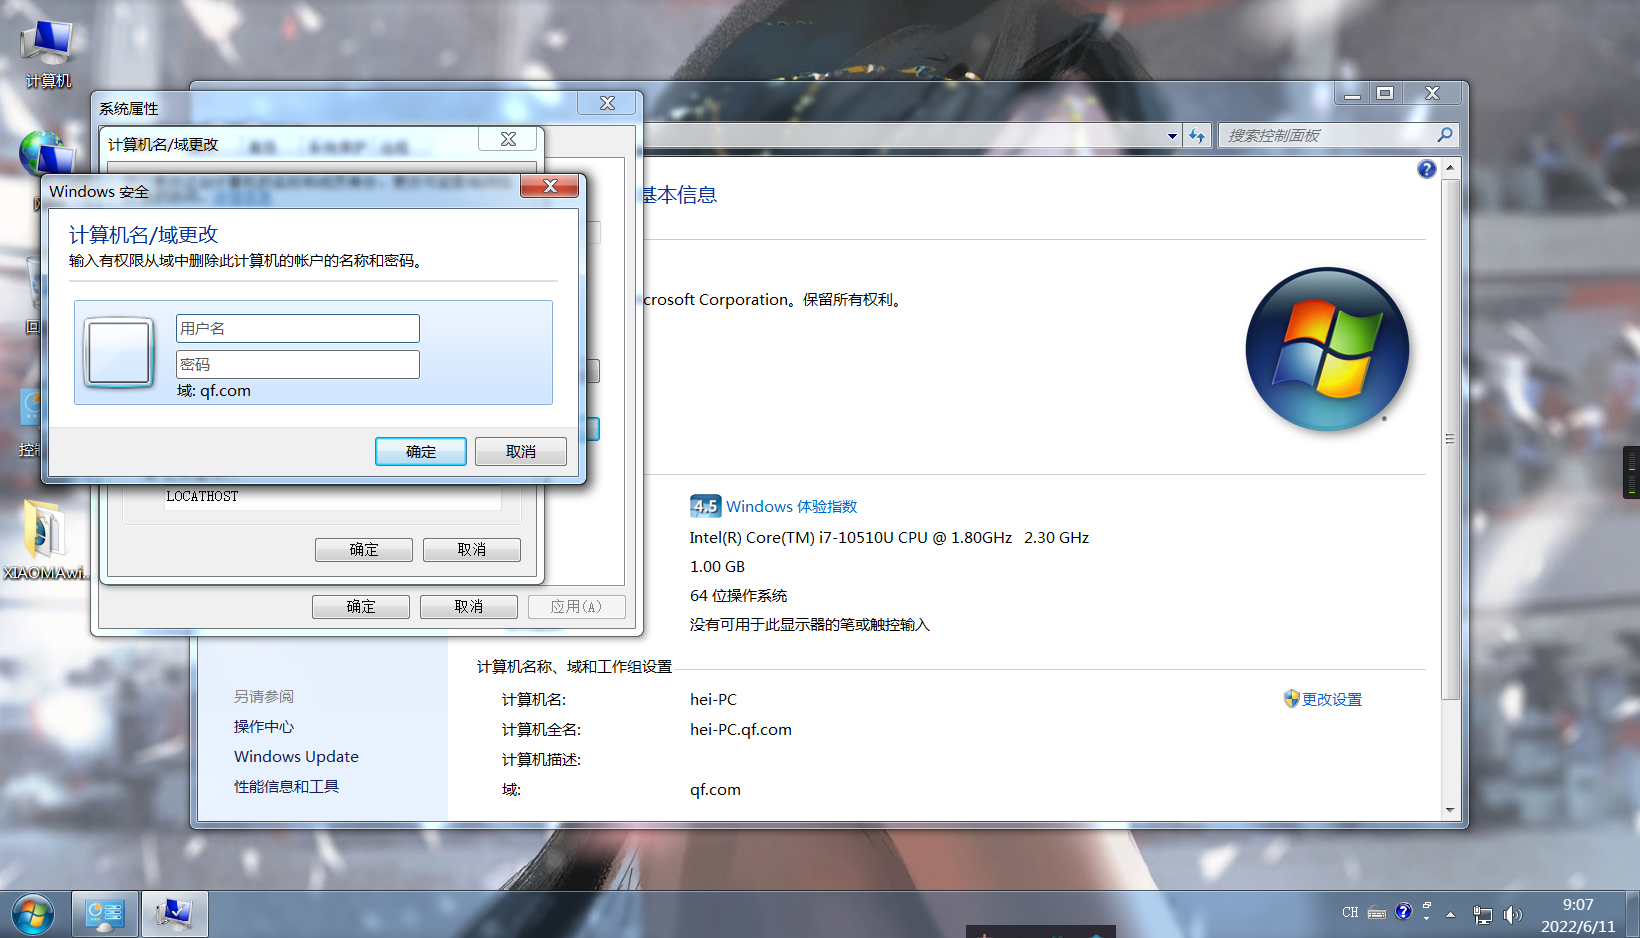 计算机
系统属性
计算机名/域更改
搜索控制面板
Windows 安全
基本信息
计算机名/域更改
输入有权限从域中删除此计算机的帐户的名称和密码。
crosoft Corporation。保留所有权利。
用户名
密码
域: qf.com
确定
取消
LOCATHOST
确定
取消
确定
取消
应用(A)
XIAOMAwi...
4.5
Windows 体验指数
Intel(R) Core(TM) i7-10510U CPU @ 1.80GHz 2.30 GHz
1.00 GB
64 位操作系统
没有可用于此显示器的笔或触控输入
计算机名称、域和工作组设置
计算机名:
hei-PC
更改设置
计算机全名:
hei-PC.qf.com
计算机描述:
域:
qf.com
另请参阅
操作中心
Windows Update
性能信息和工具
CH
9:07
2022/6/11